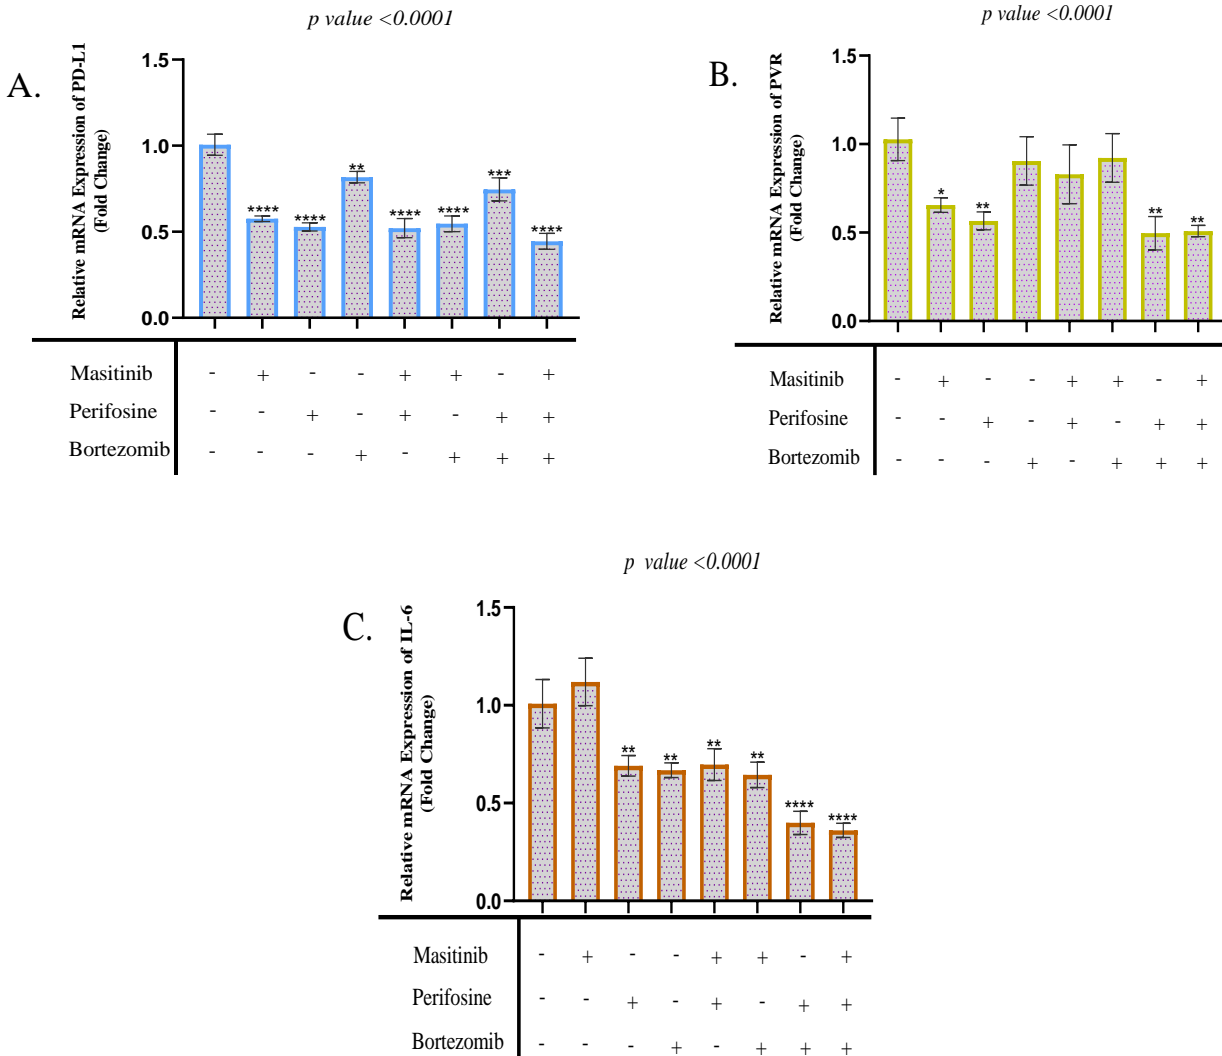 p value <0.0001
A.
Relative mRNA Expression of PD-L1
(Fold Change)
1.5
1.0
0.5
0.0
**** **** ** **** **** *** ****
Masitinib - + - - + + - +
Perifosine - - + - + - + +
Bortezomib - - - + - + + +
p value <0.0001
B.
Relative mRNA Expression of PVR
(Fold Change)
1.5
1.0
0.5
0.0
* ** ** **
Masitinib - + - - + + - +
Perifosine - - + - + - + +
Bortezomib - - - + - + + +
p value <0.0001
C.
Relative mRNA Expression of IL-6
(Fold Change)
1.5
1.0
0.5
0.0
** ** ** ** **** ****
Masitinib - + - - + + - +
Perifosine - - + - + - + +
Bortezomib - - - + - + + +